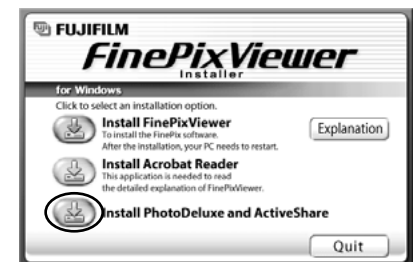 FUJIFILM
FinePixViewer
Installer
for Windows
Click to select an installation option.
Install FinePixViewer
To install the FinePix software.
After the installation, your PC needs to restart.
Explanation
Install Acrobat Reader
This application is needed to read
the detailed explanation of FinePixViewer.
Install PhotoDeluxe and ActiveShare
Quit